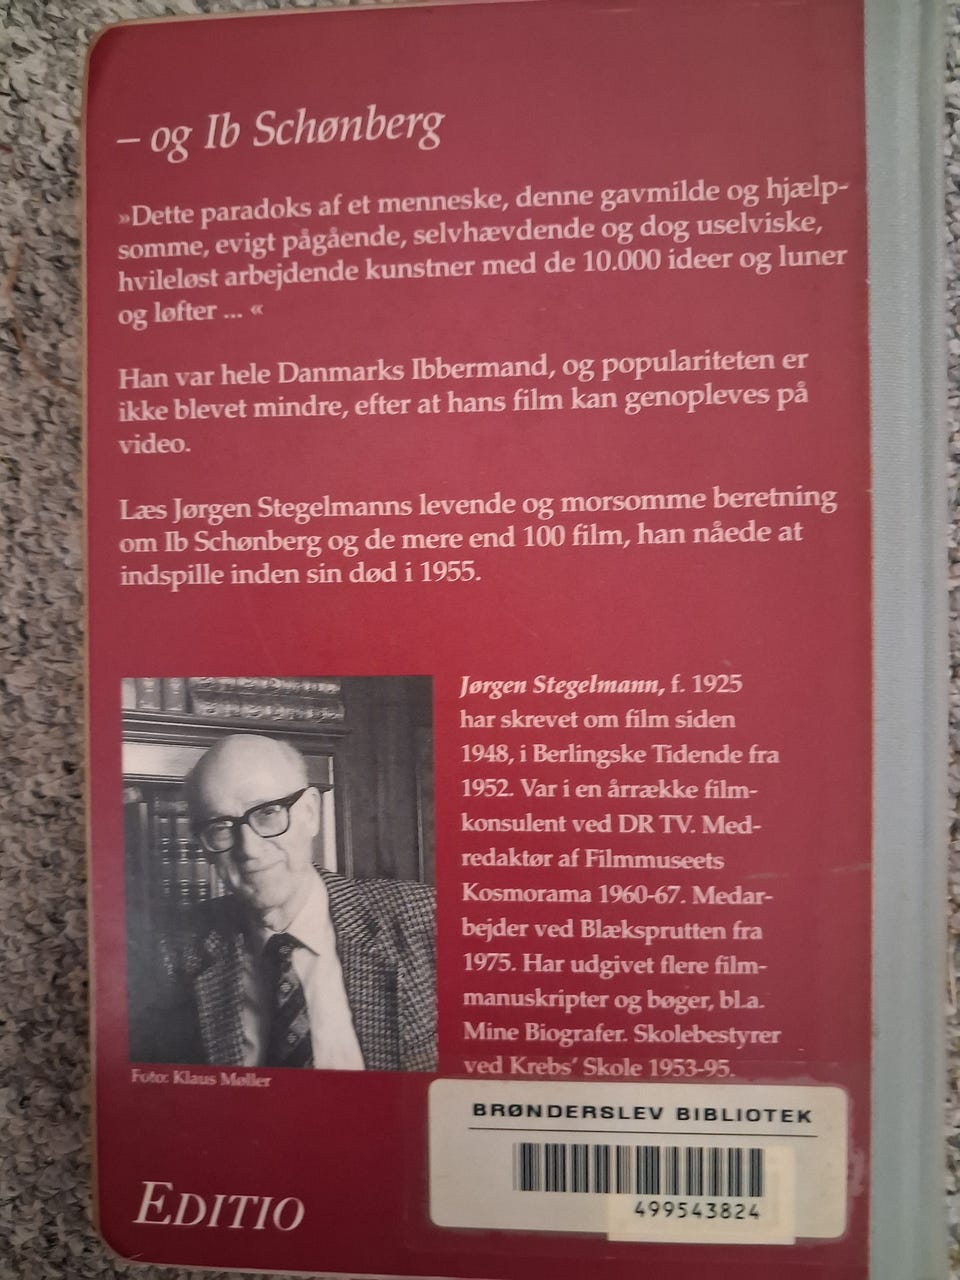 – og Ib Schønberg
»Dette paradoks af et menneske, denne gavmilde og hjælp-
somme, evigt pågående, selvhævdende og dog uselviske,
hvileløst arbejdende kunstner med de 10.000 ideer og luner
og løfter ... «
Han var hele Danmarks Ibbermand, og populariteten er
ikke blevet mindre, efter at hans film kan genopleves på
video.
Læs Jørgen Stegelmanns levende og morsomme beretning
om Ib Schønberg og de mere end 100 film, han nåede at
indspille inden sin død i 1955.
Jørgen Stegelmann, f. 1925
har skrevet om film siden
1948, i Berlingske Tidende fra
1952. Var i en årrække film-
konsulent ved DR TV. Med-
redaktør af Filmmuseets
Kosmorama 1960-67. Medar-
bejder ved Blæksprutten fra
1975. Har udgivet flere film-
manuskripter og bøger, bl.a.
Mine Biografer. Skolebestyrer
ved Krebs' Skole 1953-95.
Foto: Klaus Møller
BRØNDERSLEV BIBLIOTEK
499543824
EDITIO